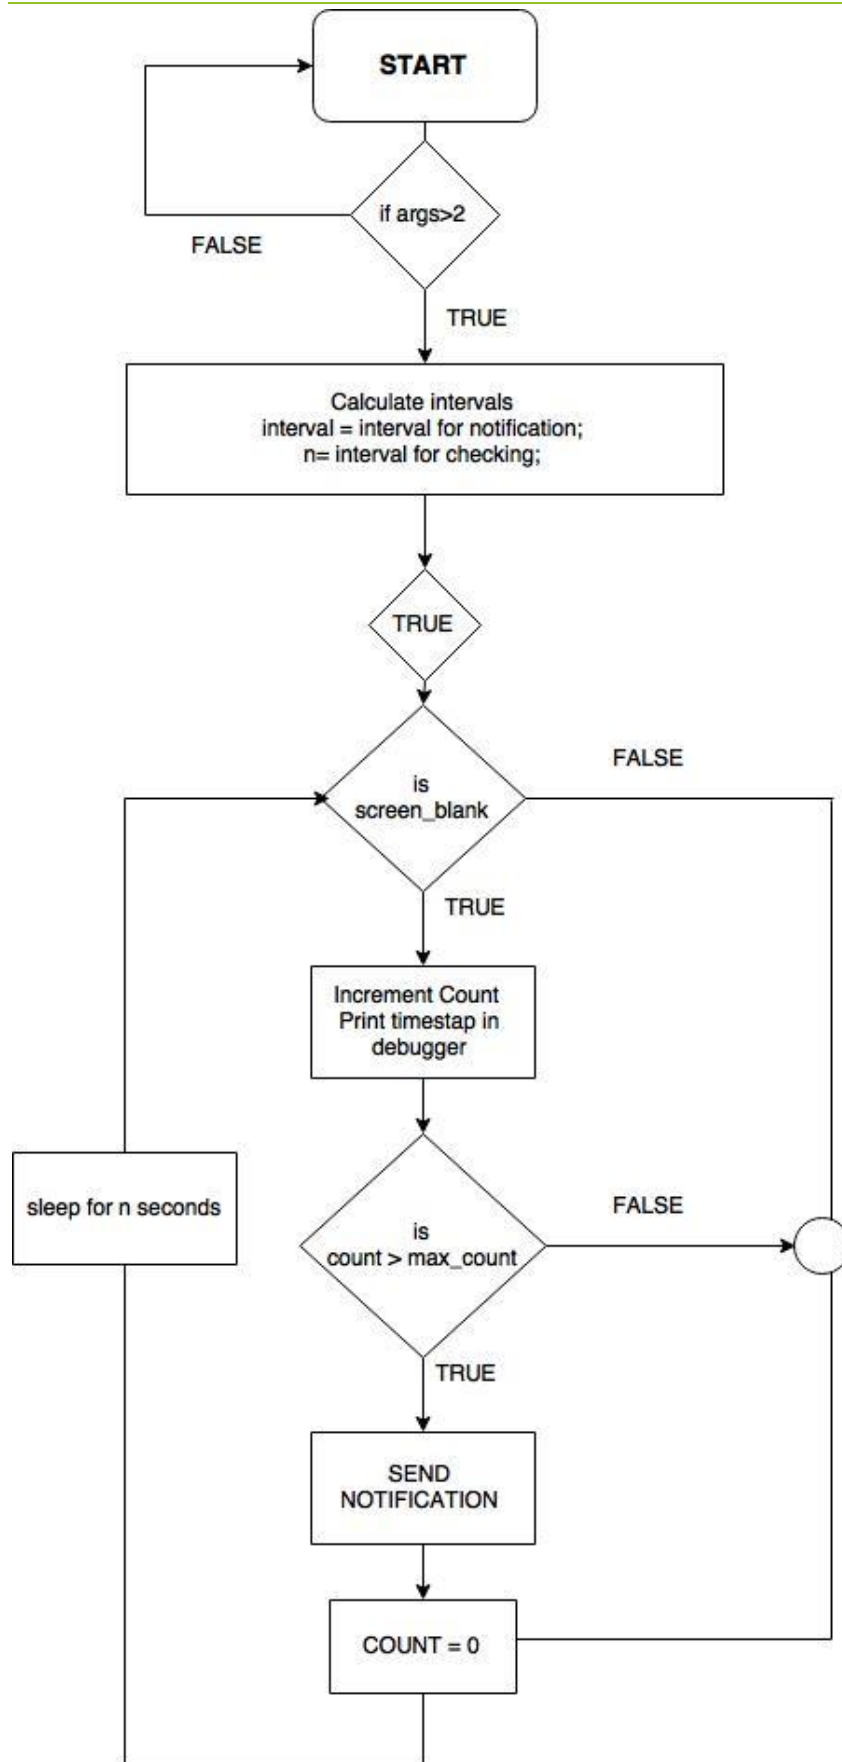 START
if args>2
FALSE
TRUE
Calculate intervals
interval = interval for notification;
n= interval for checking;
TRUE
FALSE
is
screen_blank
TRUE
Increment Count
Print timestap in
debugger
sleep for n seconds
FALSE
is
count > max_count
TRUE
SEND
NOTIFICATION
COUNT = 0